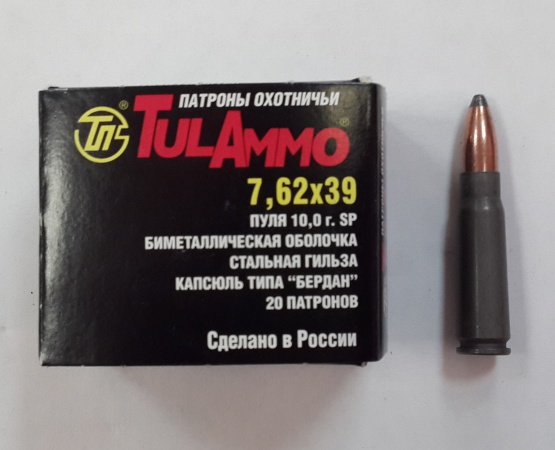 ПАТРОНЫ ОХОТНИЧЬИ
ТПЗ® TULAMMO®
7,62x39
ПУЛЯ 10,0 г. SP
БИМЕТАЛЛИЧЕСКАЯ ОБОЛОЧКА
СТАЛЬНАЯ ГИЛЬЗА
КАПСЮЛЬ ТИПА “БЕРДАН”
20 ПАТРОНОВ
Сделано в России